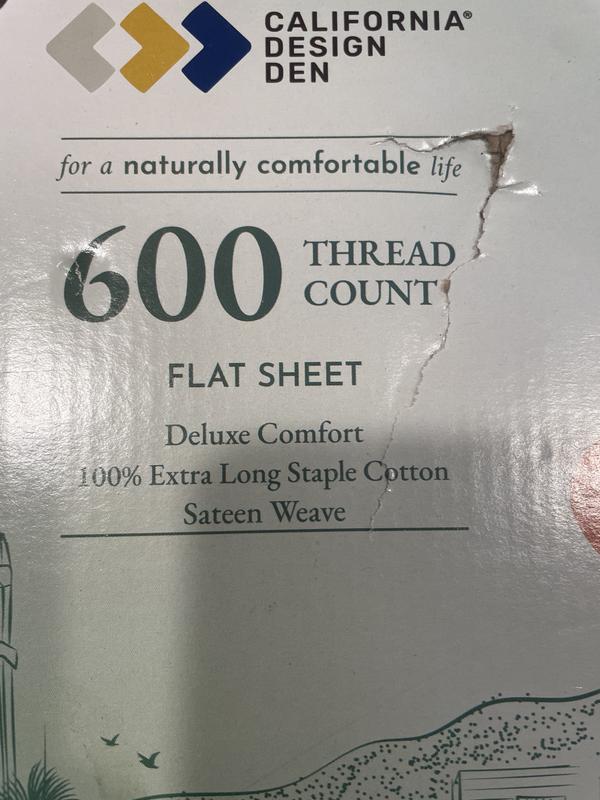 CALIFORNIA®
DESIGN
DEN
for a naturally comfortable life
600 THREAD
COUNT
FLAT SHEET
Deluxe Comfort
100% Extra Long Staple Cotton
Sateen Weave